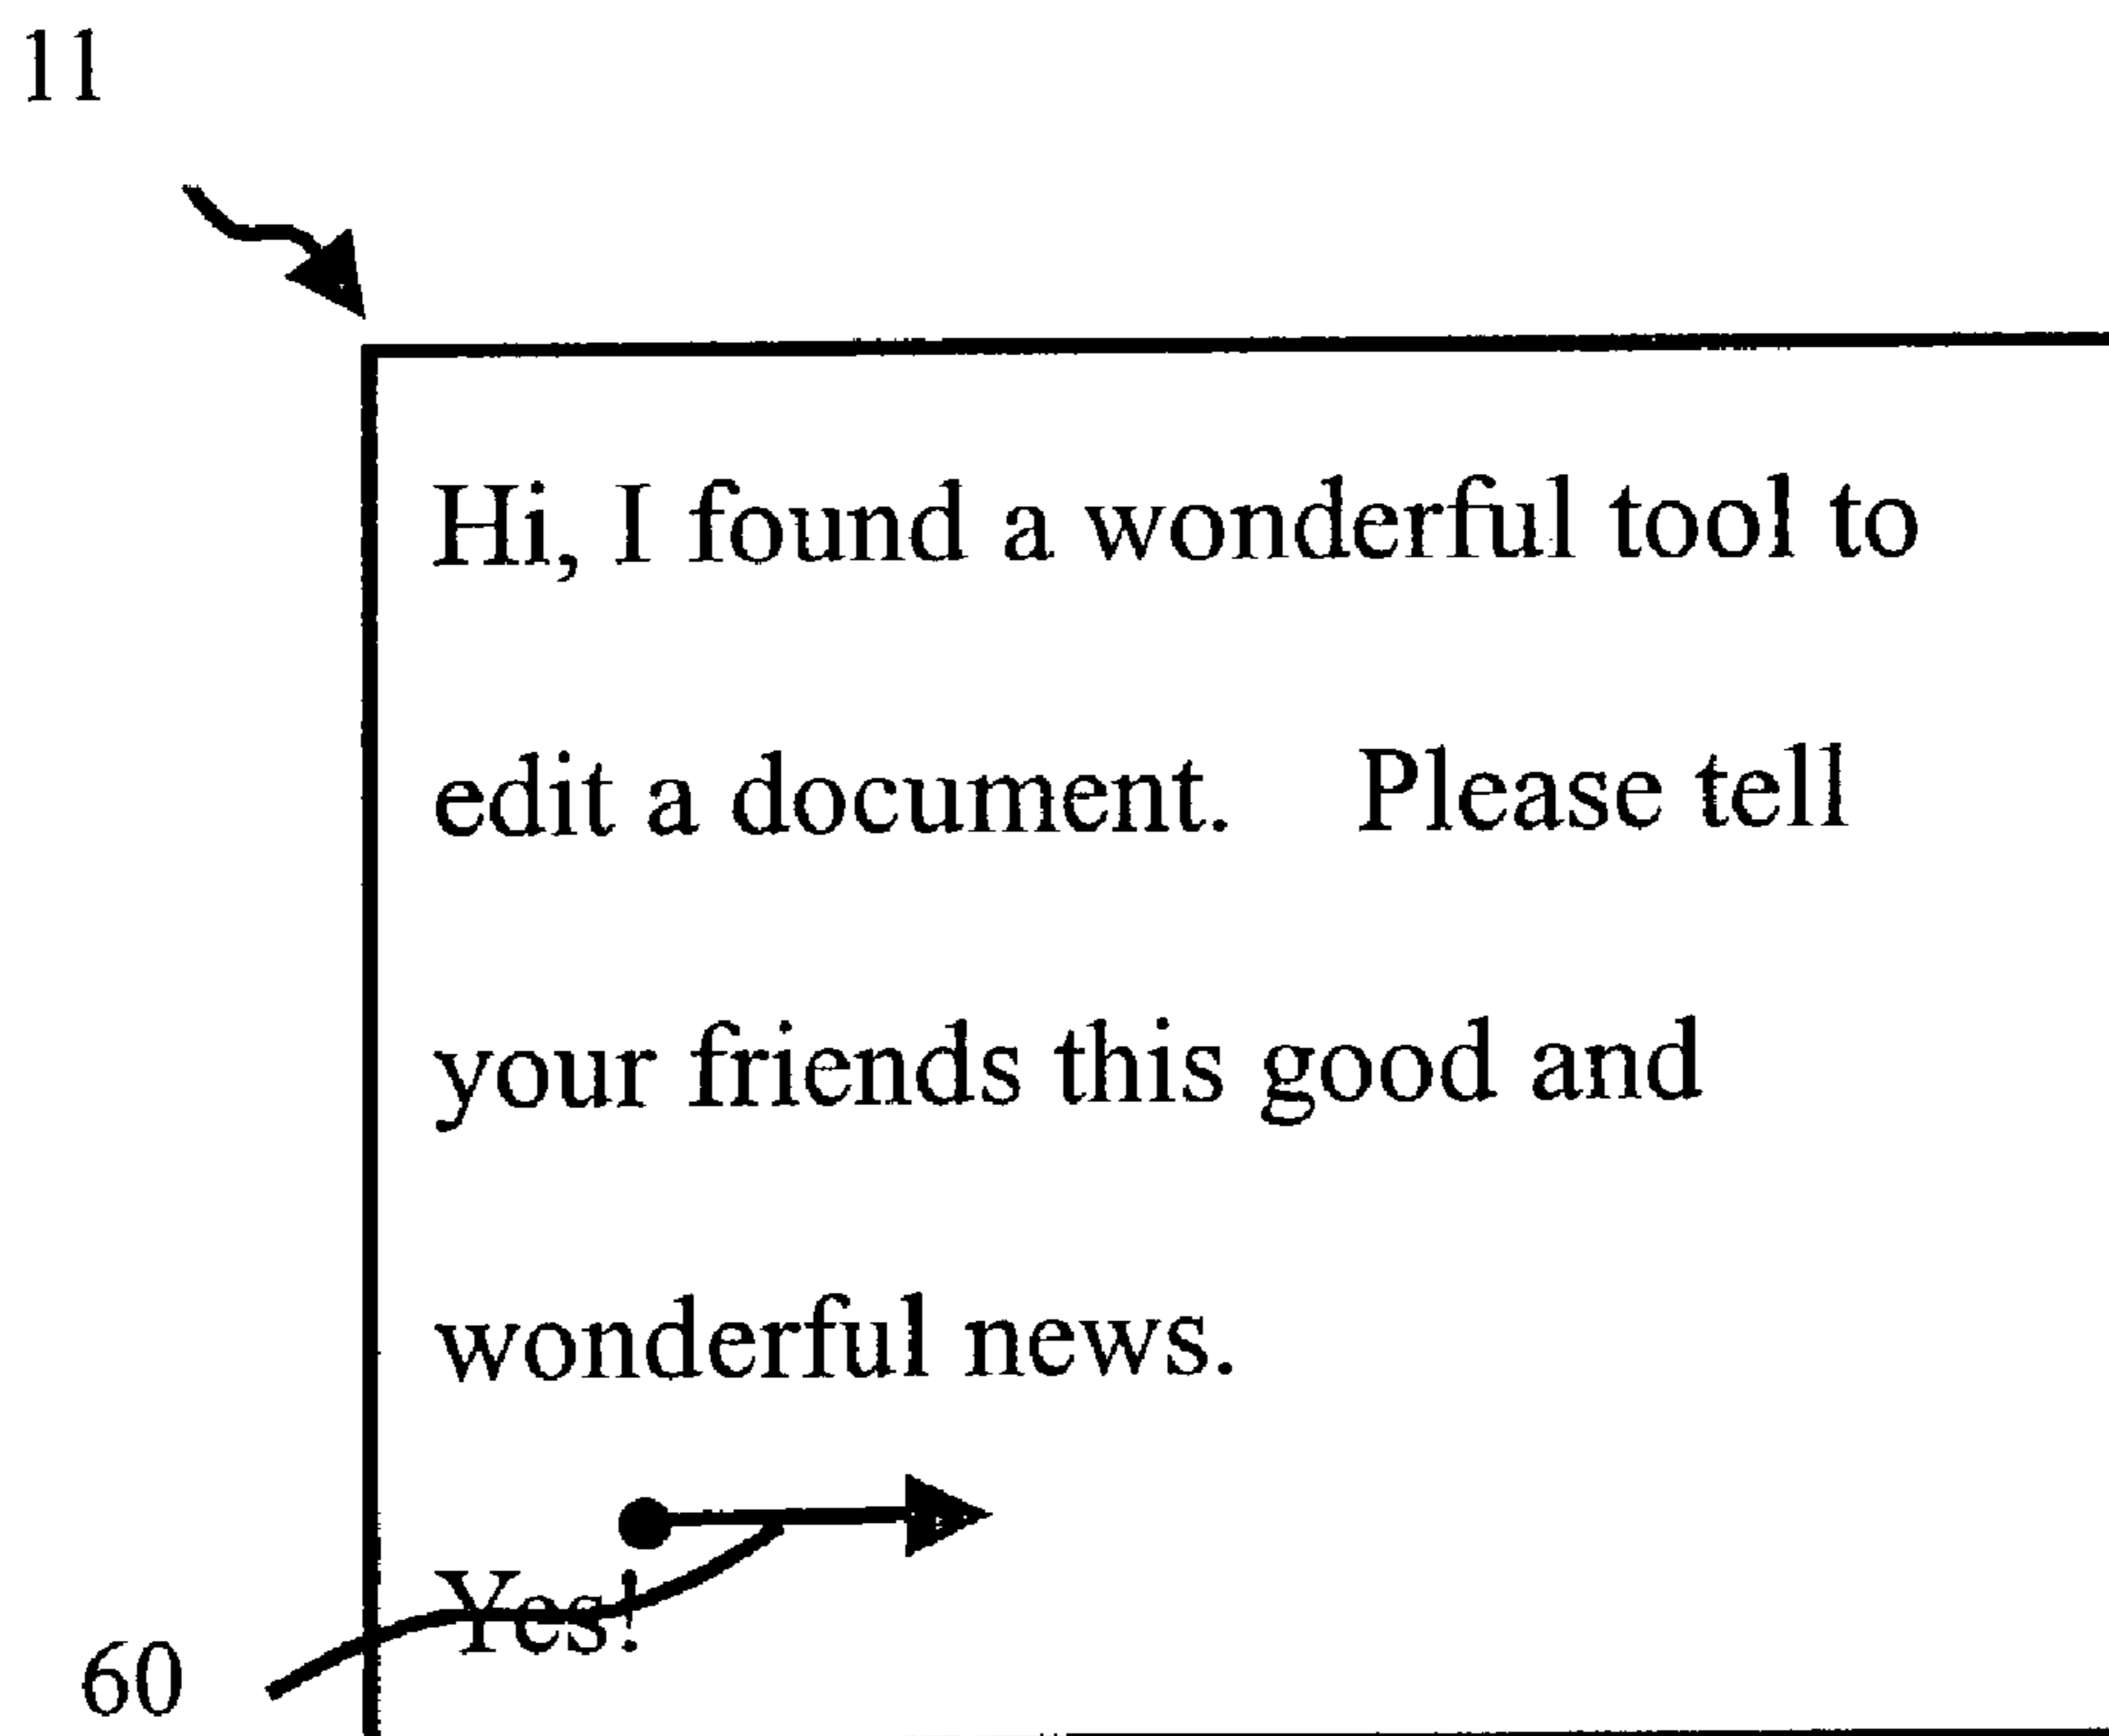 11
Hi, I found a wonderful tool to
edit a document. Please tell
your friends this good and
wonderful news.
Yes!
60